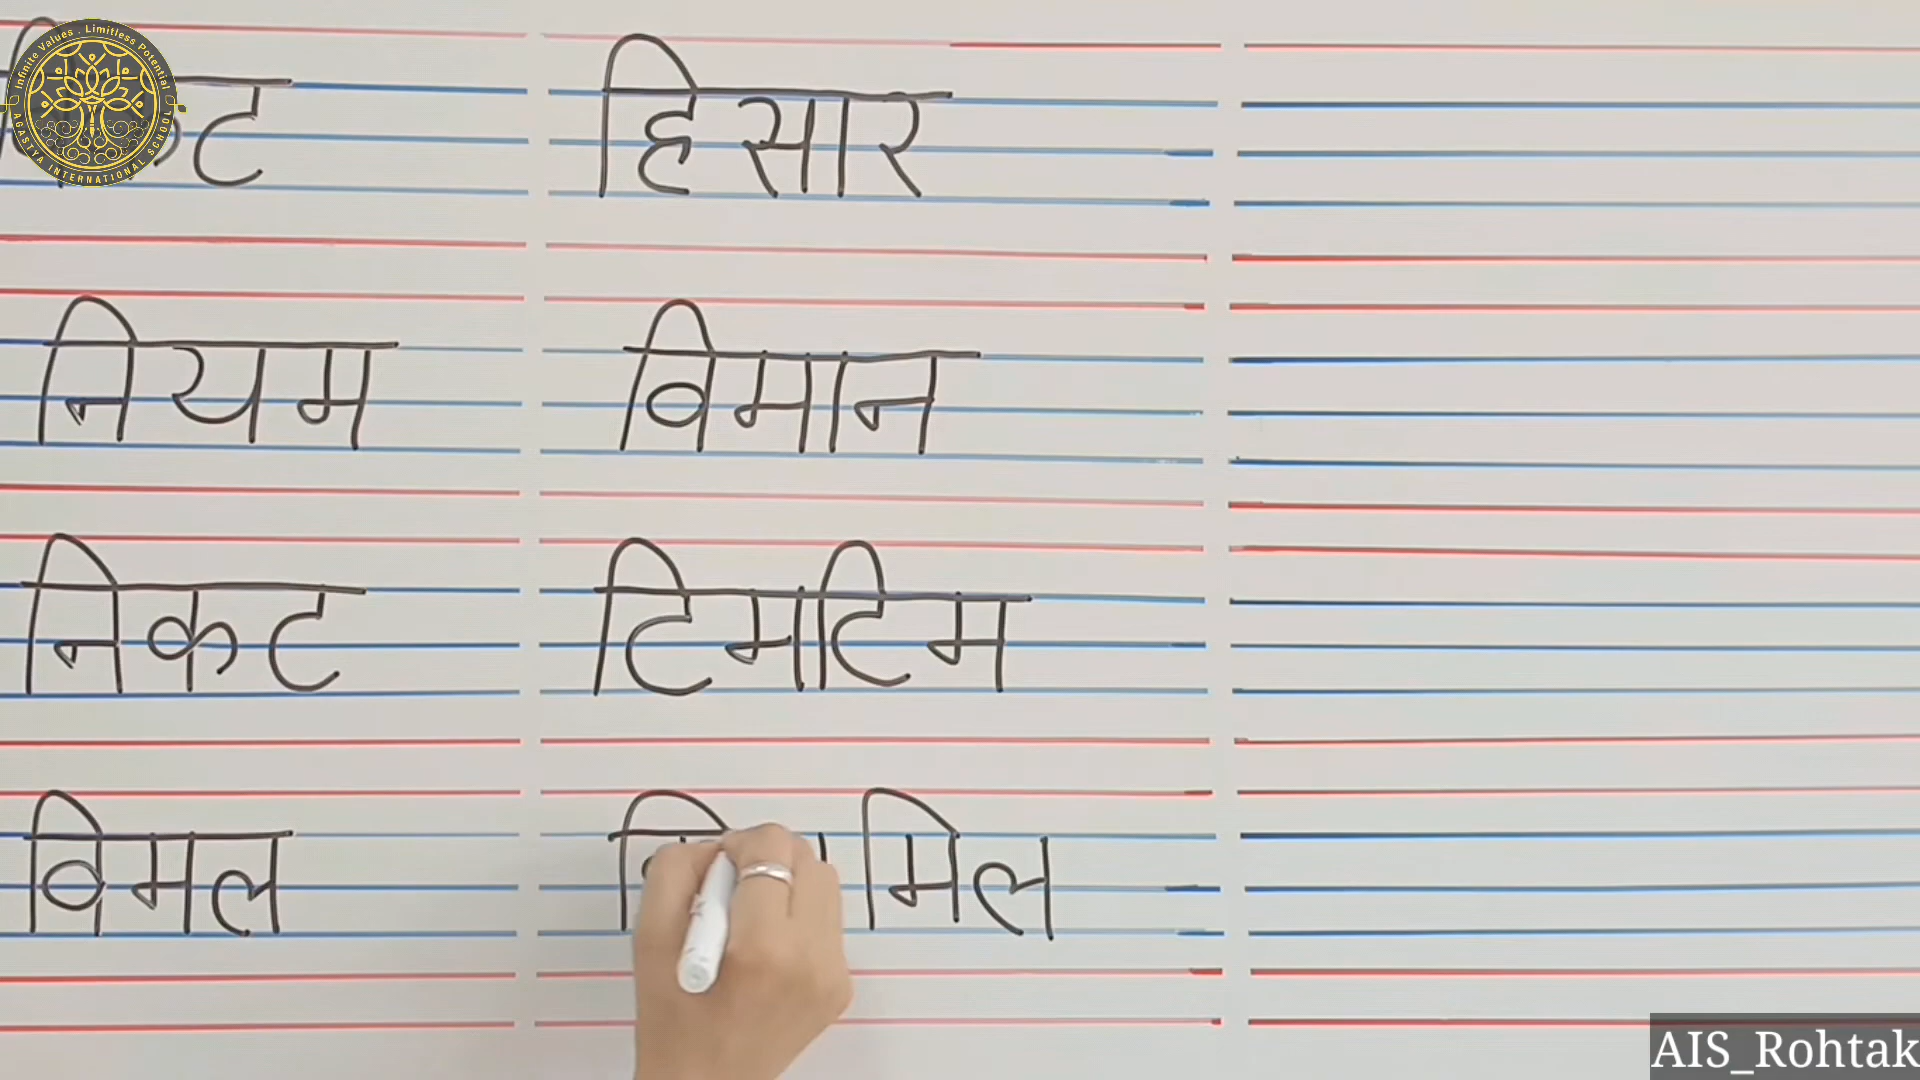 Infinite Values . Limitless Potential
AGASTYA INTERNATIONAL SCHOOL
हिसार
नियम विमान
निकट टिमटिम
विमल मिल
AIS_Rohtak